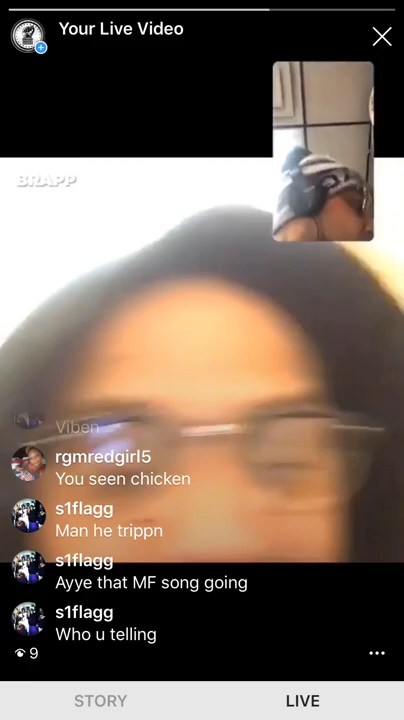 Your Live Video
BRAPP
Viben
rgmredgirl5
You seen chicken
s1flagg
Man he trippn
s1flagg
Ayye that MF song going
s1flagg
Who u telling
9
STORY
LIVE